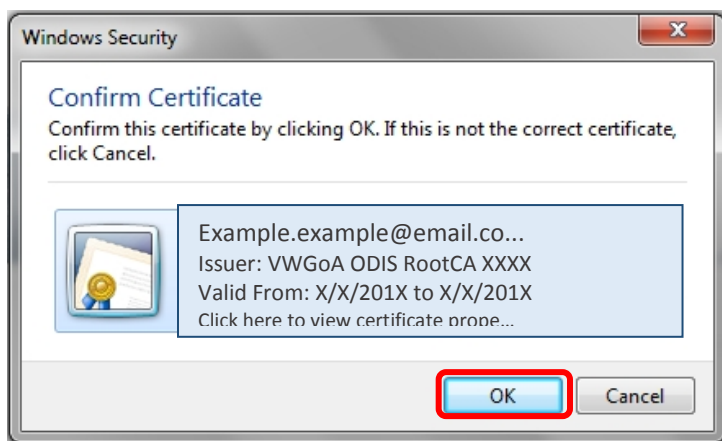 Windows Security
Confirm Certificate
Confirm this certificate by clicking OK. If this is not the correct certificate,
click Cancel.
Example.example@email.co...
Issuer: VWGoA ODIS RootCA XXXX
Valid From: X/X/201X to X/X/201X
Click here to view certificate prope...
OK
Cancel